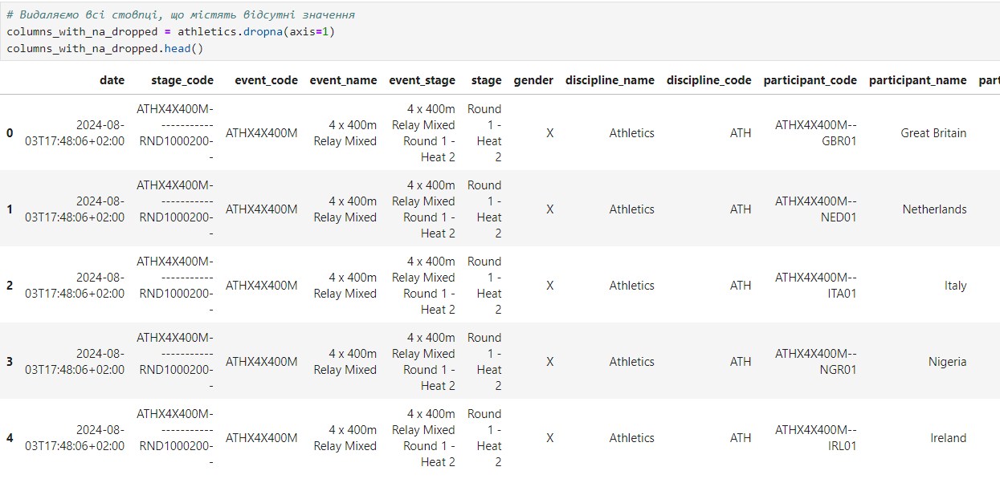 # Видаляємо всі стовпці, що містять відсутні значення
columns_with_na_dropped = athletics.dropna(axis=1)
columns_with_na_dropped.head()
date stage_code event_code event_name event_stage stage gender discipline_name discipline_code participant_code participant_name part
0 2024-08-03T17:48:06+02:00 ATHX4X400M------------RND1000200-- ATHX4X400M 4 x 400m Relay Mixed 4 x 400m Relay Mixed Round 1 - Heat 2 Round 1 - Heat 2 X Athletics ATH ATHX4X400M--GBR01 Great Britain
1 2024-08-03T17:48:06+02:00 ATHX4X400M------------RND1000200-- ATHX4X400M 4 x 400m Relay Mixed 4 x 400m Relay Mixed Round 1 - Heat 2 Round 1 - Heat 2 X Athletics ATH ATHX4X400M--NED01 Netherlands
2 2024-08-03T17:48:06+02:00 ATHX4X400M------------RND1000200-- ATHX4X400M 4 x 400m Relay Mixed 4 x 400m Relay Mixed Round 1 - Heat 2 Round 1 - Heat 2 X Athletics ATH ATHX4X400M--ITA01 Italy
3 2024-08-03T17:48:06+02:00 ATHX4X400M------------RND1000200-- ATHX4X400M 4 x 400m Relay Mixed 4 x 400m Relay Mixed Round 1 - Heat 2 Round 1 - Heat 2 X Athletics ATH ATHX4X400M--NGR01 Nigeria
4 2024-08-03T17:48:06+02:00 ATHX4X400M------------RND1000200-- ATHX4X400M 4 x 400m Relay Mixed 4 x 400m Relay Mixed Round 1 - Heat 2 Round 1 - Heat 2 X Athletics ATH ATHX4X400M--IRL01 Ireland